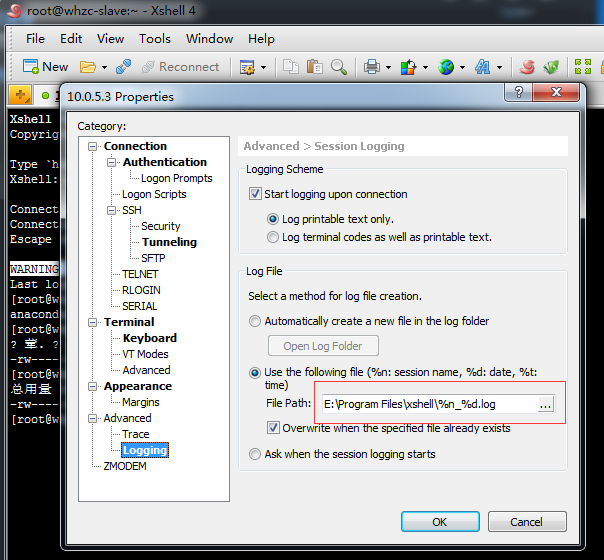 root@whzc-slave:~ - Xshell 4
File Edit View Tools Window Help
New Reconnect
Xshell
Copyrig
Type `h
Xshell:
Connect
Connect
Escape
WARNING
Last lo
[root@w
anacond
[root@w
-rw----
[root@w
总用量
-rw----
[root@w
10.0.5.3 Properties
Category:
Connection
Authentication
Logon Prompts
Logon Scripts
SSH
Security
Tunneling
SFTP
TELNET
RLOGIN
SERIAL
Terminal
Keyboard
VT Modes
Advanced
Appearance
Margins
Advanced
Trace
Logging
ZMODEM
Advanced > Session Logging
Logging Scheme
Start logging upon connection
Log printable text only.
Log terminal codes as well as printable text.
Log File
Select a method for log file creation.
Automatically create a new file in the log folder
Open Log Folder
Use the following file (%n: session name, %d: date, %t:
time)
File Path: E:\Program Files\xshell\%n_%d.log ...
Overwrite when the specified file already exists
Ask when the session logging starts
OK Cancel